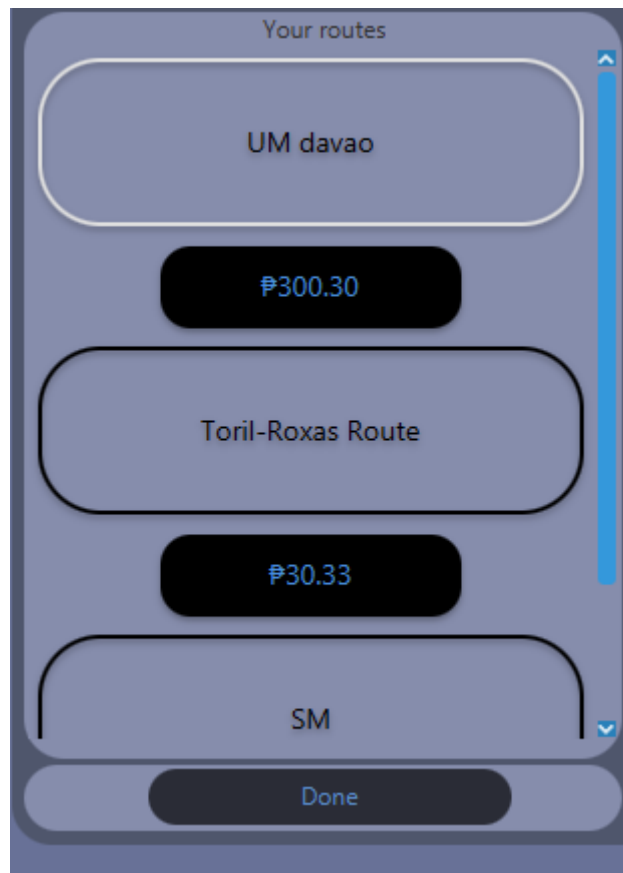 Your routes
UM davao
₱300.30
Toril-Roxas Route
₱30.33
SM
Done